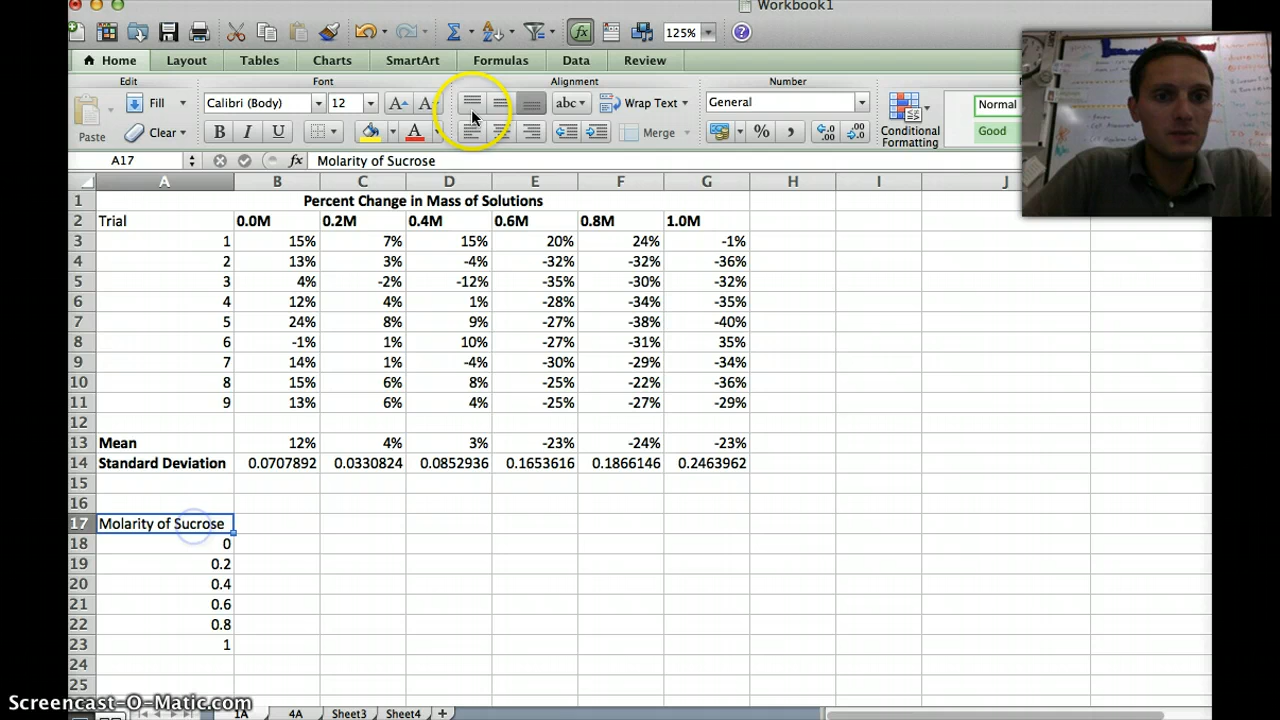 Workbook1
125%
Home Layout Tables Charts SmartArt Formulas Data Review
Edit Font Alignment Number
Fill Calibri (Body) 12 A A abc Wrap Text General Normal
Paste Clear B I U A Merge % Conditional Formatting Good
A17 fx Molarity of Sucrose
A B C D E F G H I J
1 Percent Change in Mass of Solutions
2 Trial 0.0M 0.2M 0.4M 0.6M 0.8M 1.0M
3 1 15% 7% 15% 20% 24% -1%
4 2 13% 3% -4% -32% -32% -36%
5 3 4% -2% -12% -35% -30% -32%
6 4 12% 4% 1% -28% -34% -35%
7 5 24% 8% 9% -27% -38% -40%
8 6 -1% 1% 10% -27% -31% 35%
9 7 14% 1% -4% -30% -29% -34%
10 8 15% 6% 8% -25% -22% -36%
11 9 13% 6% 4% -25% -27% -29%
12
13 Mean 12% 4% 3% -23% -24% -23%
14 Standard Deviation 0.0707892 0.0330824 0.0852936 0.1653616 0.1866146 0.2463962
15
16
17 Molarity of Sucrose
18 0
19 0.2
20 0.4
21 0.6
22 0.8
23 1
24
25
Screencast-O-Matic.com
1A 4A Sheet3 Sheet4 +